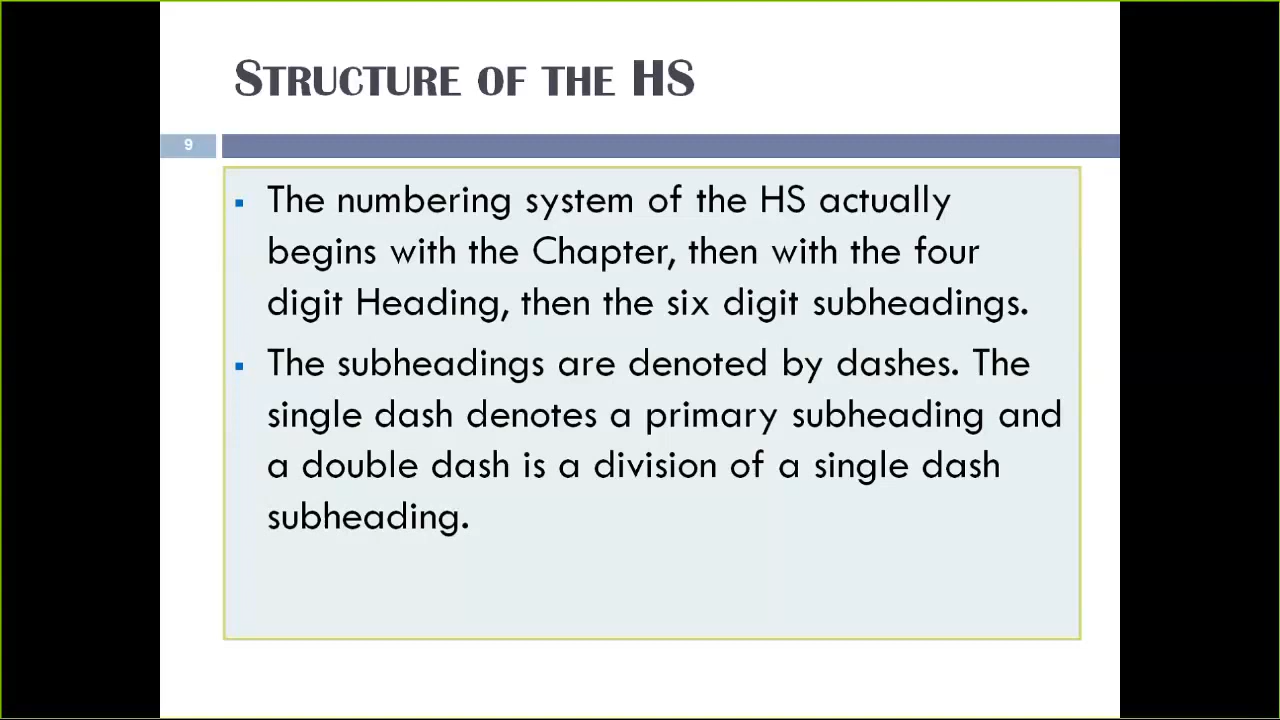 STRUCTURE OF THE HS
9
▪ The numbering system of the HS actually
begins with the Chapter, then with the four
digit Heading, then the six digit subheadings.
▪ The subheadings are denoted by dashes. The
single dash denotes a primary subheading and
a double dash is a division of a single dash
subheading.